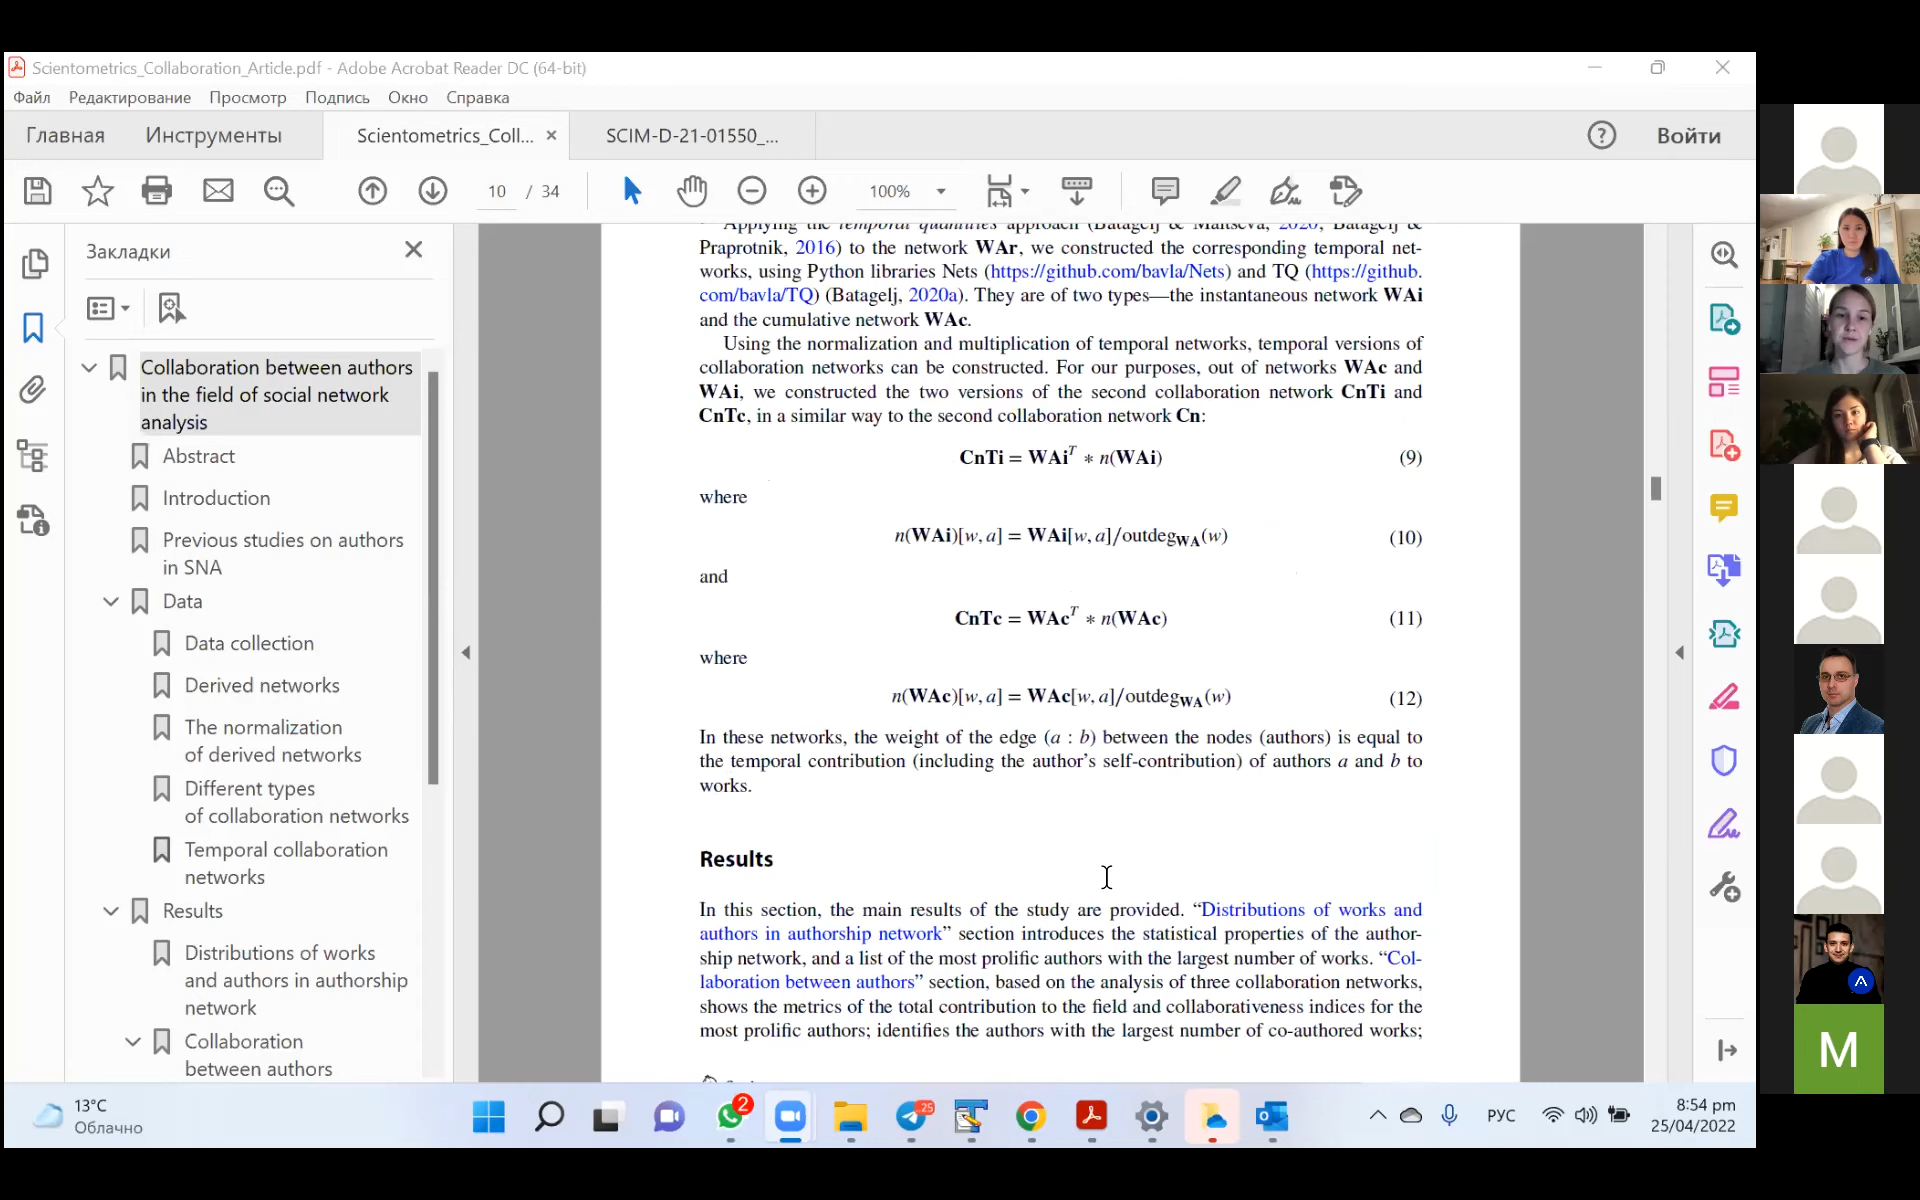 Scientometrics_Collaboration_Article.pdf - Adobe Acrobat Reader DC (64-bit)
Файл Редактирование Просмотр Подпись Окно Справка
Главная Инструменты Scientometrics_Coll... × SCIM-D-21-01550_... Войти
10 / 34 100%
Закладки
Collaboration between authors
in the field of social network
analysis
Abstract
Introduction
Previous studies on authors
in SNA
Data
Data collection
Derived networks
The normalization
of derived networks
Different types
of collaboration networks
Temporal collaboration
networks
Results
Distributions of works
and authors in authorship
network
Collaboration
between authors
Applying the temporal quantities approach (Batagelj & Maltseva, 2020; Batagelj &
Praprotnik, 2016) to the network WAr, we constructed the corresponding temporal net-
works, using Python libraries Nets (https://github.com/bavla/Nets) and TQ (https://github.
com/bavla/TQ) (Batagelj, 2020a). They are of two types—the instantaneous network WAi
and the cumulative network WAc.
Using the normalization and multiplication of temporal networks, temporal versions of
collaboration networks can be constructed. For our purposes, out of networks WAc and
WAi, we constructed the two versions of the second collaboration network CnTi and
CnTc, in a similar way to the second collaboration network Cn:
CnTi = WAi^T ∗ n(WAi) (9)
where
n(WAi)[w, a] = WAi[w, a]/outdeg_WA(w) (10)
and
CnTc = WAc^T ∗ n(WAc) (11)
where
n(WAc)[w, a] = WAc[w, a]/outdeg_WA(w) (12)
In these networks, the weight of the edge (a : b) between the nodes (authors) is equal to
the temporal contribution (including the author's self-contribution) of authors a and b to
works.
Results
In this section, the main results of the study are provided. “Distributions of works and
authors in authorship network” section introduces the statistical properties of the author-
ship network, and a list of the most prolific authors with the largest number of works. “Col-
laboration between authors” section, based on the analysis of three collaboration networks,
shows the metrics of the total contribution to the field and collaborativeness indices for the
most prolific authors; identifies the authors with the largest number of co-authored works;
M
13°C
Облачно
2
25
РУС
8:54 pm
25/04/2022